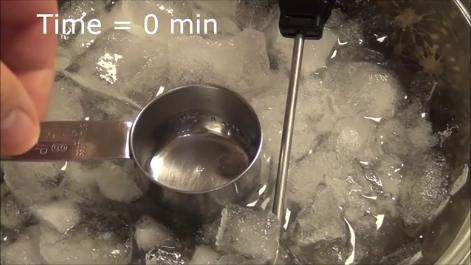 Time = 0 min